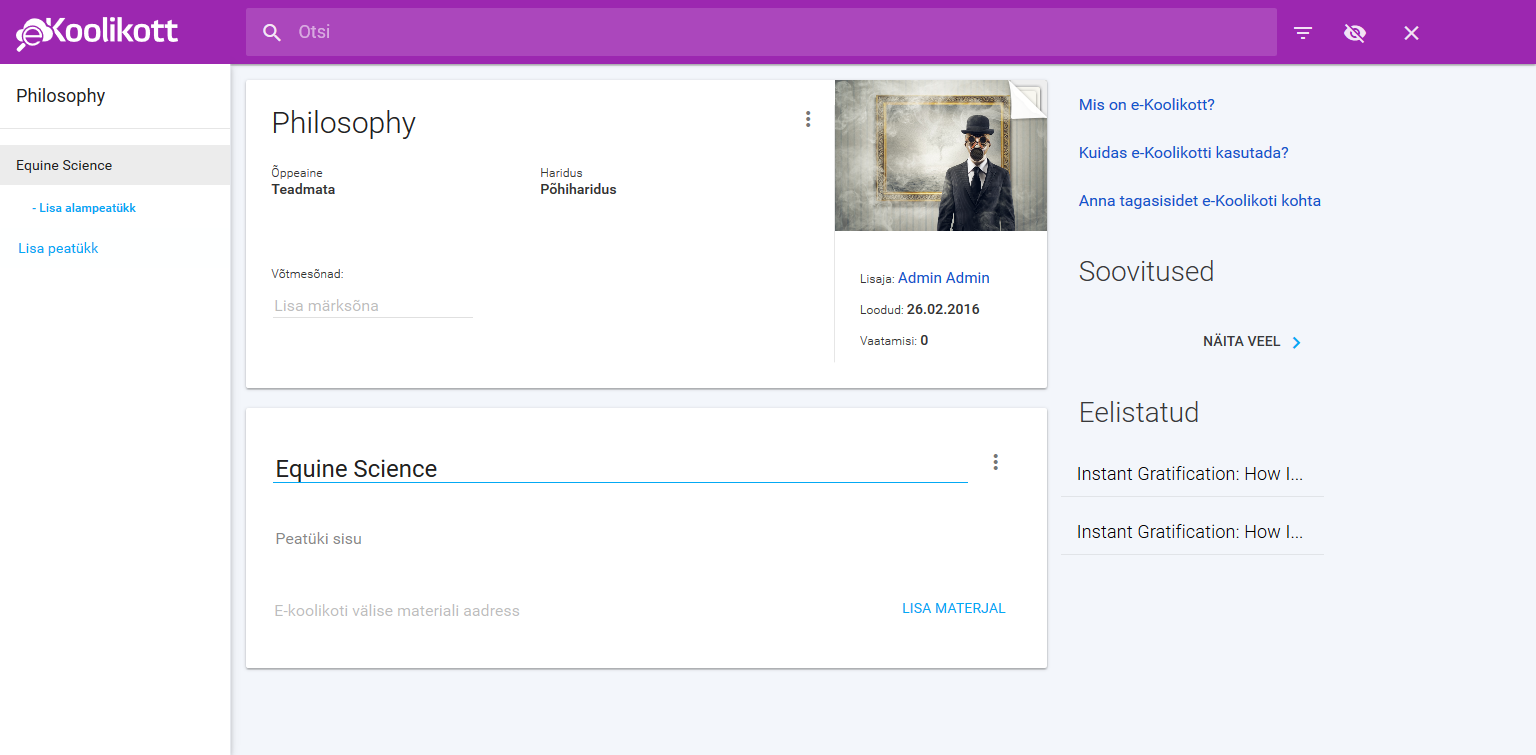 eKoolikott
Otsi
Philosophy
Equine Science
- Lisa alampeatükk
Lisa peatükk
Philosophy
Õppeaine
Teadmata
Haridus
Põhiharidus
Võtmesõnad:
Lisa märksõna
Lisaja: Admin Admin
Loodud: 26.02.2016
Vaatamisi: 0
Equine Science
Peatüki sisu
E-koolikoti välise materiali aadress
LISA MATERJAL
Mis on e-Koolikott?
Kuidas e-Koolikotti kasutada?
Anna tagasisidet e-Koolikoti kohta
Soovitused
NÄITA VEEL
Eelistatud
Instant Gratification: How I...
Instant Gratification: How I...